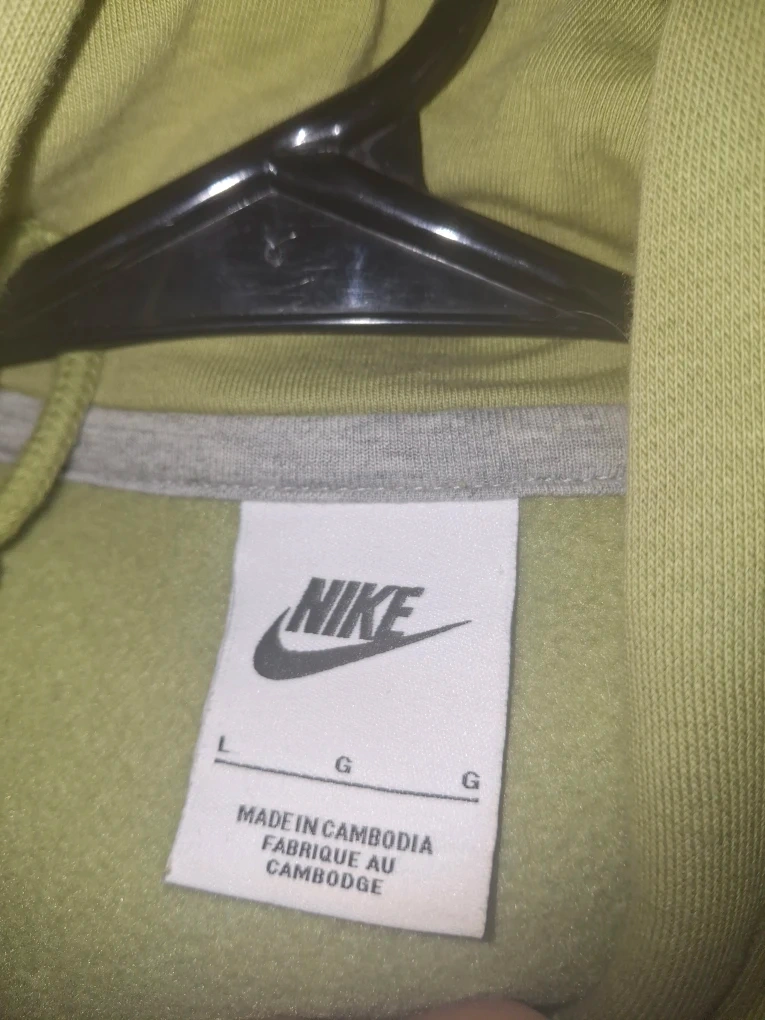 NIKE
L G G
MADE IN CAMBODIA
FABRIQUE AU
CAMBODGE